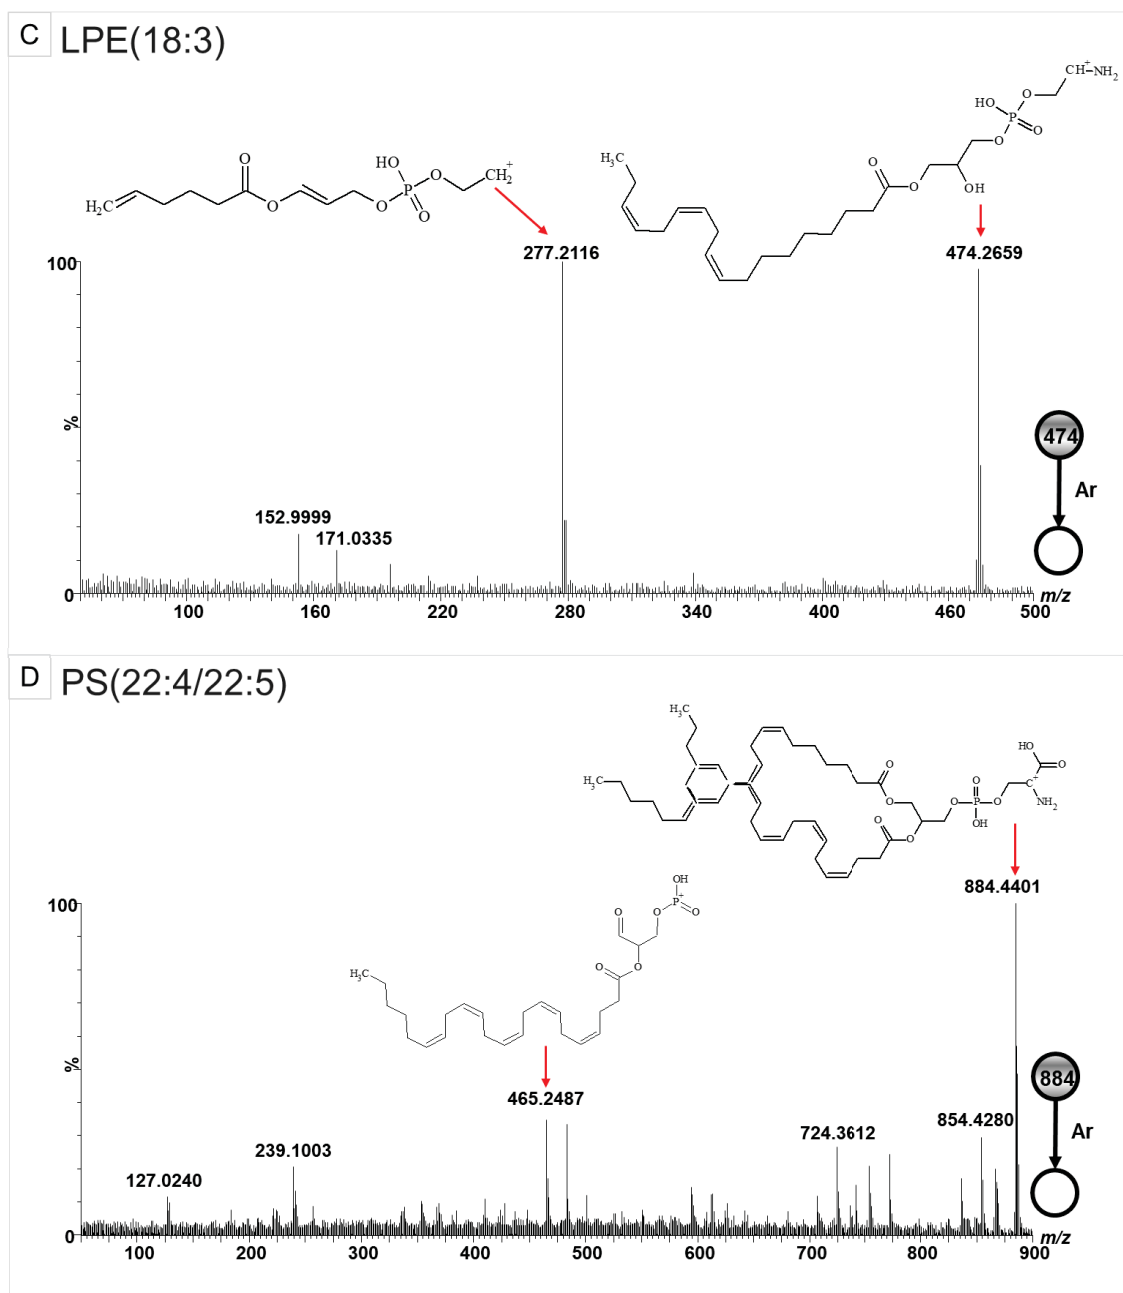 C LPE(18:3)
CH+-NH2
O
HO
P
O
O
O
HO
P
O
O
O
H2C
O
O
CH2+
H3C
O
O
OH
277.2116
474.2659
100
%
474
Ar
152.9999
171.0335
0
100 160 220 280 340 400 460 500 m/z
D PS(22:4/22:5)
H3C
HO
O
C+
NH2
H3C
O
O
O
O
P
OH
O
O
O
884.4401
100
OH
P+
O
O
O
O
O
H3C
%
884
Ar
465.2487
854.4280
724.3612
239.1003
127.0240
0
100 200 300 400 500 600 700 800 900 m/z